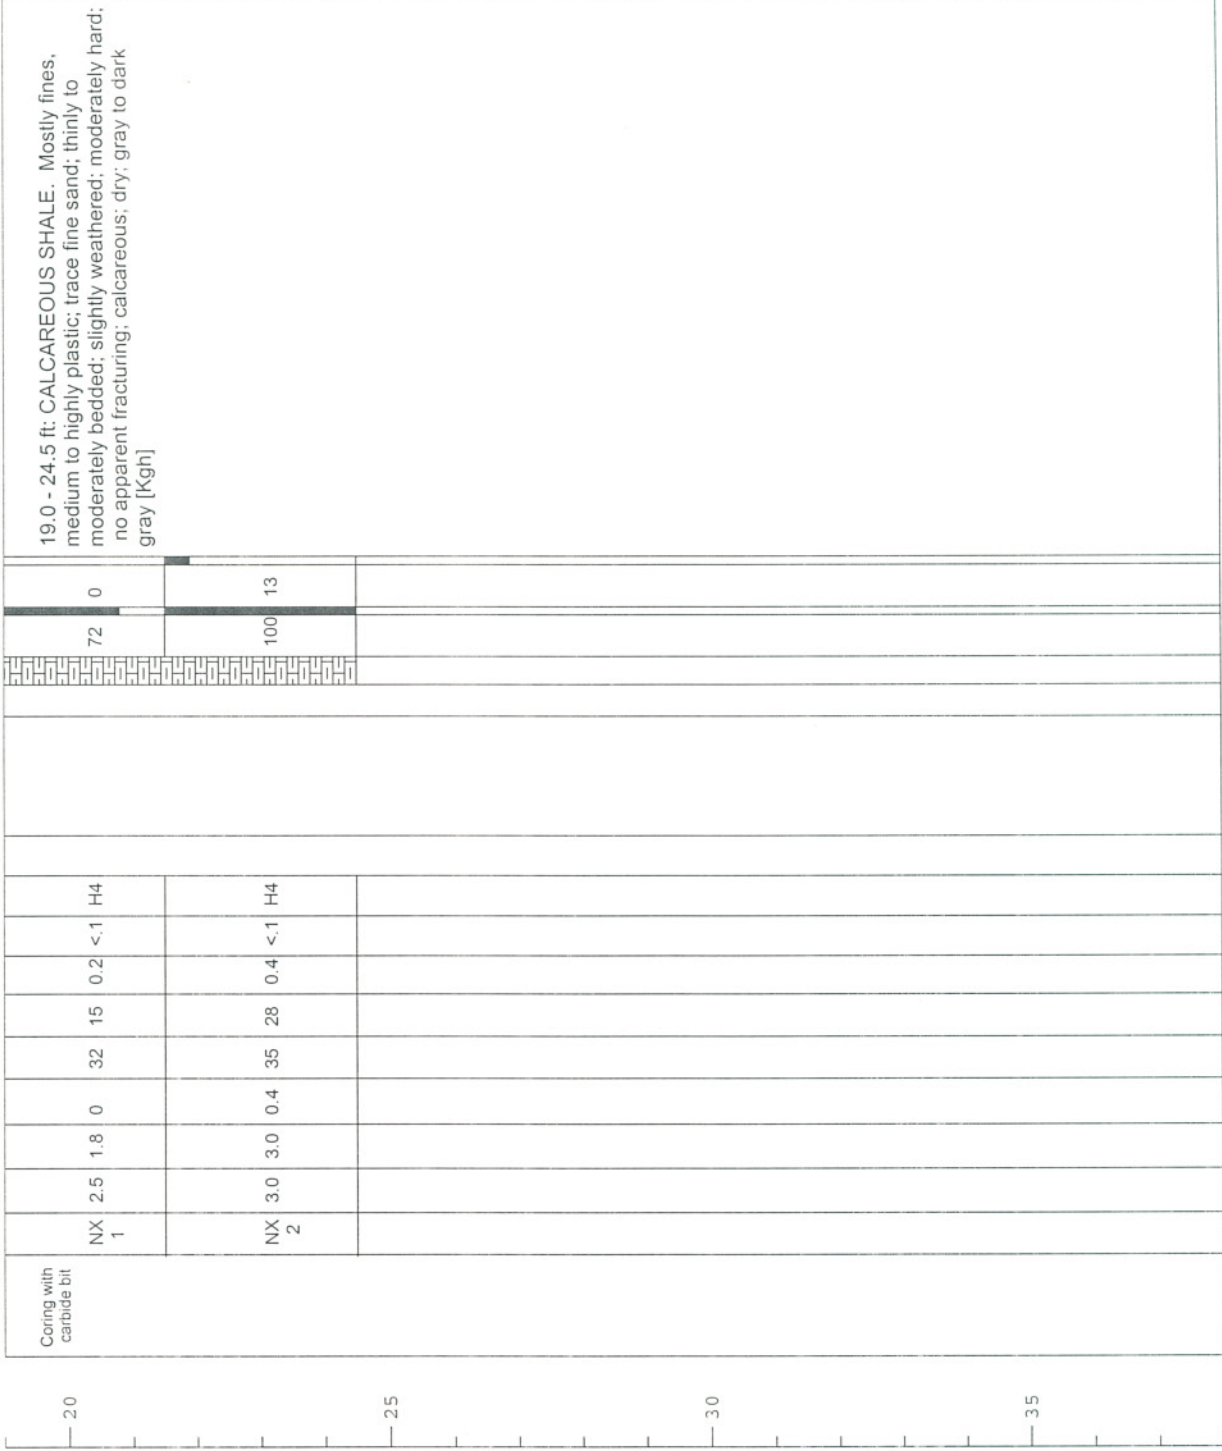 20
25
30
35
Coring with
carbide bit
NX
1
2.5
1.8
0
32
15
0.2
<.1
H4
72
0
NX
2
3.0
3.0
0.4
35
28
0.4
<.1
H4
100
13
19.0 - 24.5 ft: CALCAREOUS SHALE. Mostly fines,
medium to highly plastic; trace fine sand; thinly to
moderately bedded; slightly weathered; moderately hard;
no apparent fracturing; calcareous; dry; gray to dark
gray [Kgh]